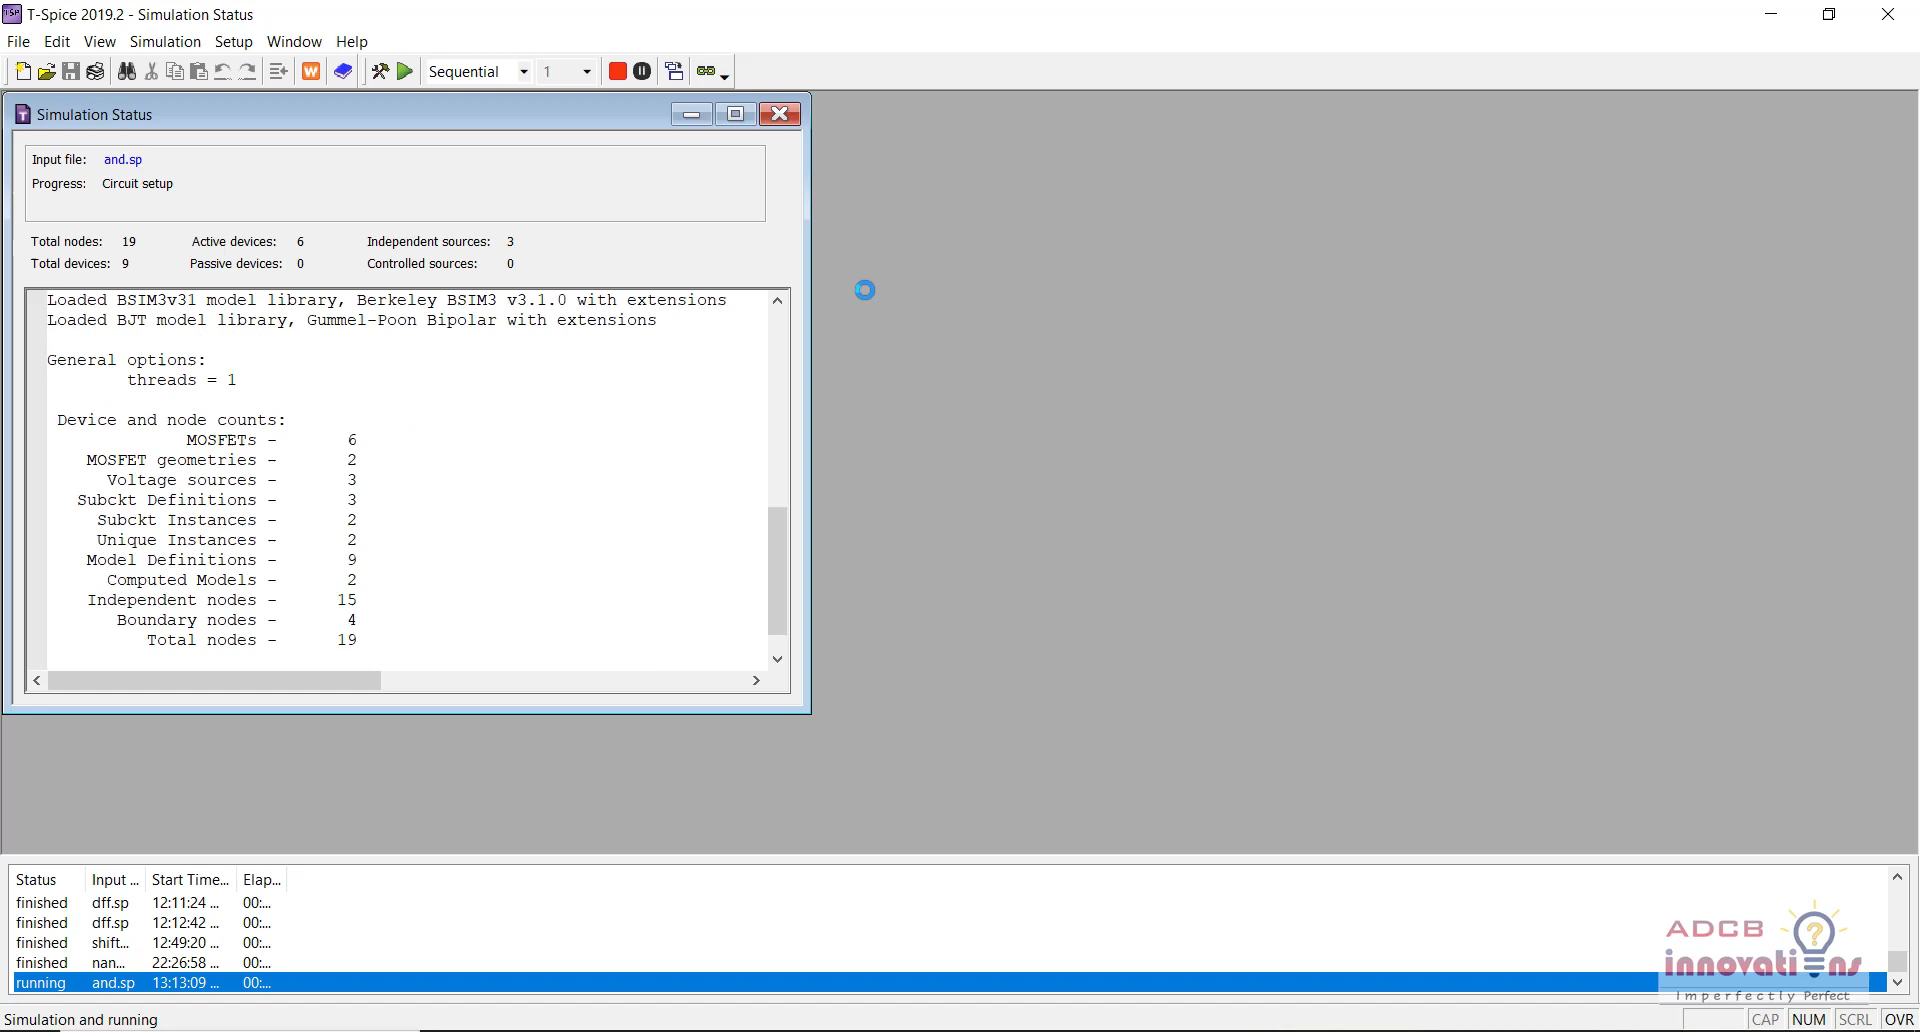 T-Spice 2019.2 - Simulation Status
File Edit View Simulation Setup Window Help
Sequential 1
Simulation Status
Input file: and.sp
Progress: Circuit setup
Total nodes: 19 Active devices: 6 Independent sources: 3
Total devices: 9 Passive devices: 0 Controlled sources: 0
Loaded BSIM3v31 model library, Berkeley BSIM3 v3.1.0 with extensions
Loaded BJT model library, Gummel-Poon Bipolar with extensions
General options:
threads = 1
Device and node counts:
MOSFETs - 6
MOSFET geometries - 2
Voltage sources - 3
Subckt Definitions - 3
Subckt Instances - 2
Unique Instances - 2
Model Definitions - 9
Computed Models - 2
Independent nodes - 15
Boundary nodes - 4
Total nodes - 19
Status Input ... Start Time... Elap...
finished dff.sp 12:11:24 ... 00:...
finished dff.sp 12:12:42 ... 00:...
finished shift... 12:49:20 ... 00:...
finished nan... 22:26:58 ... 00:...
running and.sp 13:13:09 ... 00:...
ADCB
innovations
Imperfectly Perfect
Simulation and running
CAP NUM SCRL OVR